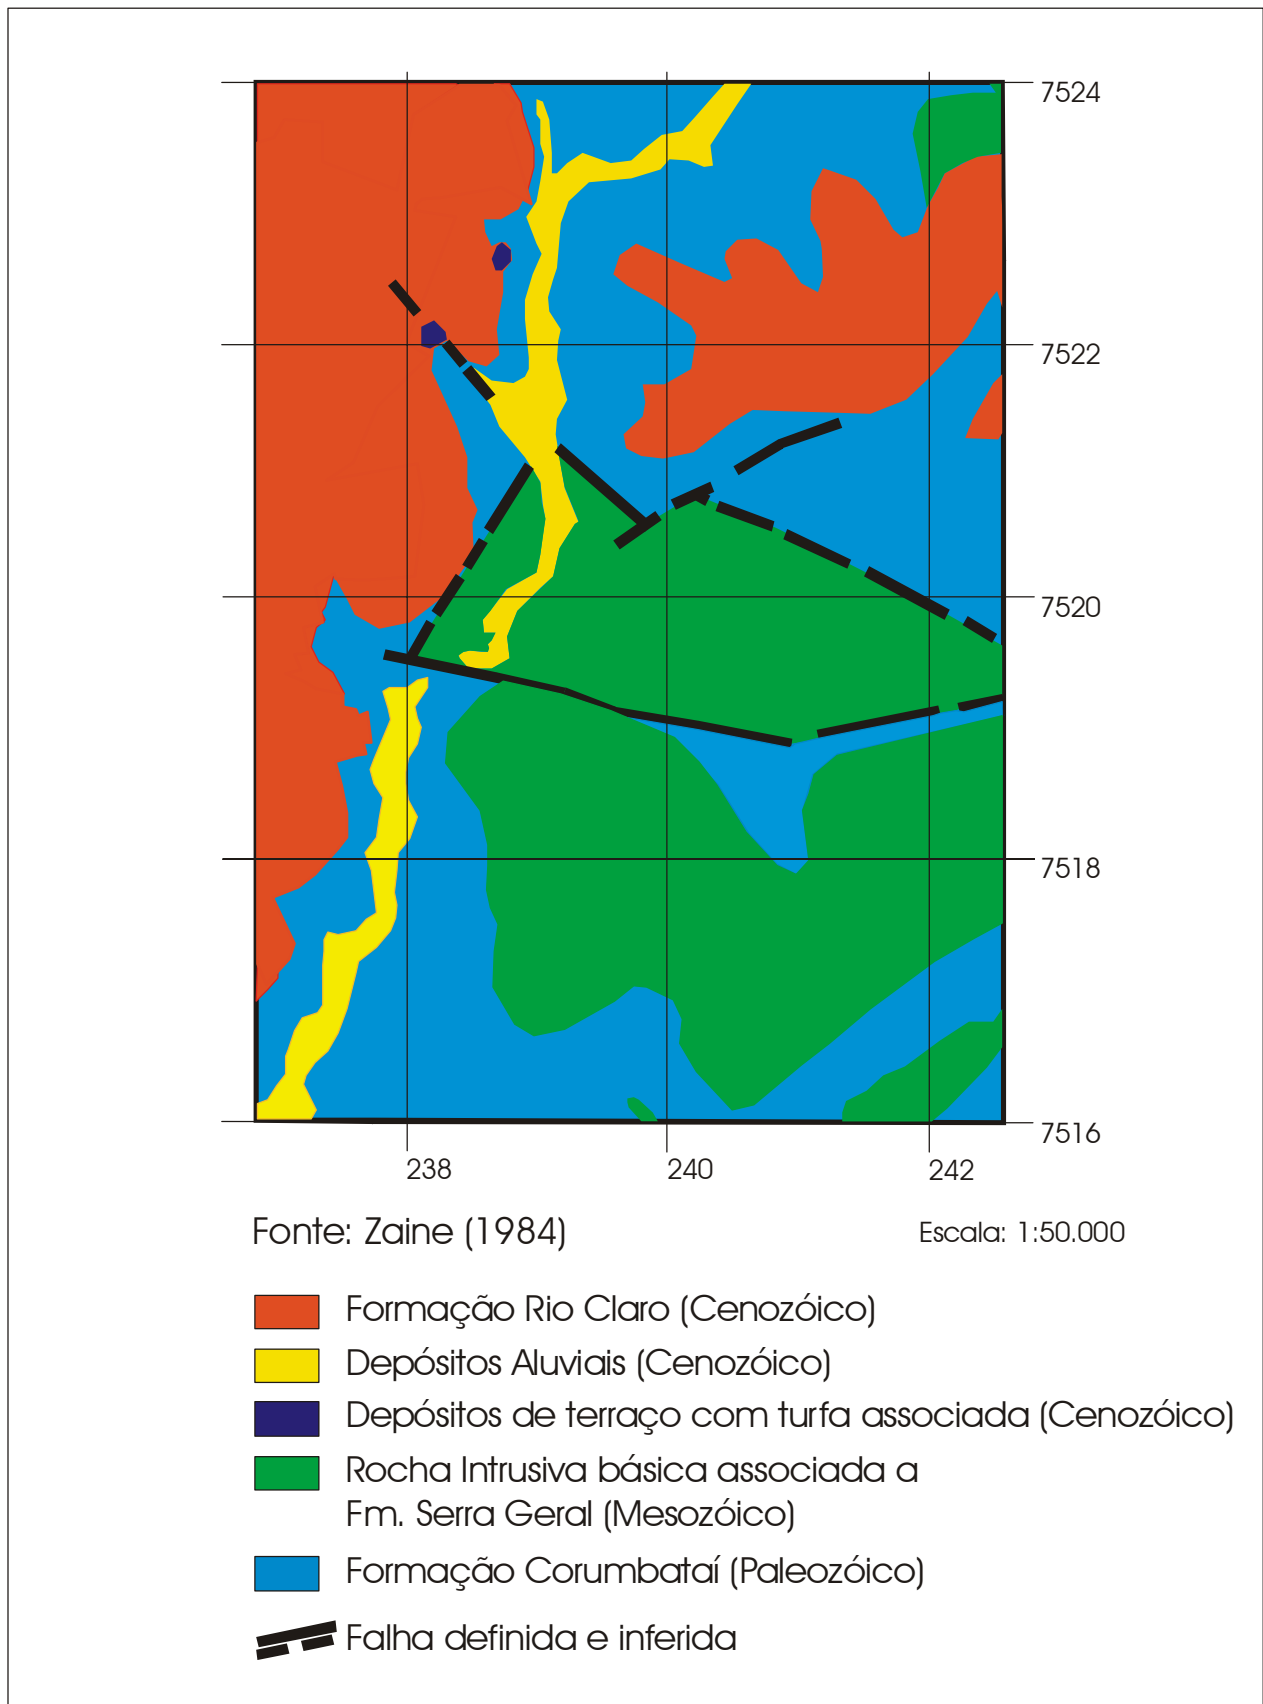 7524
7522
7520
7518
7516
238 240 242
Fonte: Zaine (1984) Escala: 1:50.000
Formação Rio Claro (Cenozóico)
Depósitos Aluviais (Cenozóico)
Depósitos de terraço com turfa associada (Cenozóico)
Rocha Intrusiva básica associada a
Fm. Serra Geral (Mesozóico)
Formação Corumbataí (Paleozóico)
Falha definida e inferida